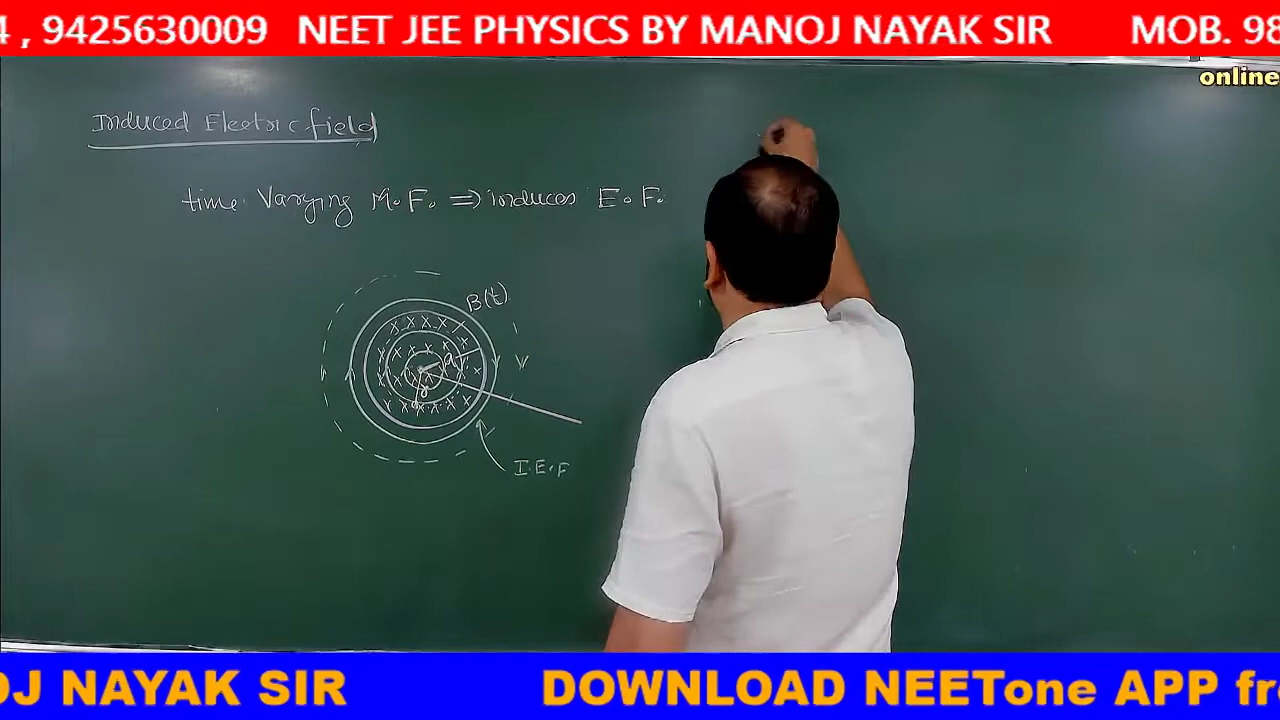 4 , 9425630009 NEET JEE PHYSICS BY MANOJ NAYAK SIR MOB. 98
online
Induced Electric field
time Varying M.F. ⇒ induces E.F.
B(t)
a
r
I.E.F
OJ NAYAK SIR DOWNLOAD NEETone APP fr